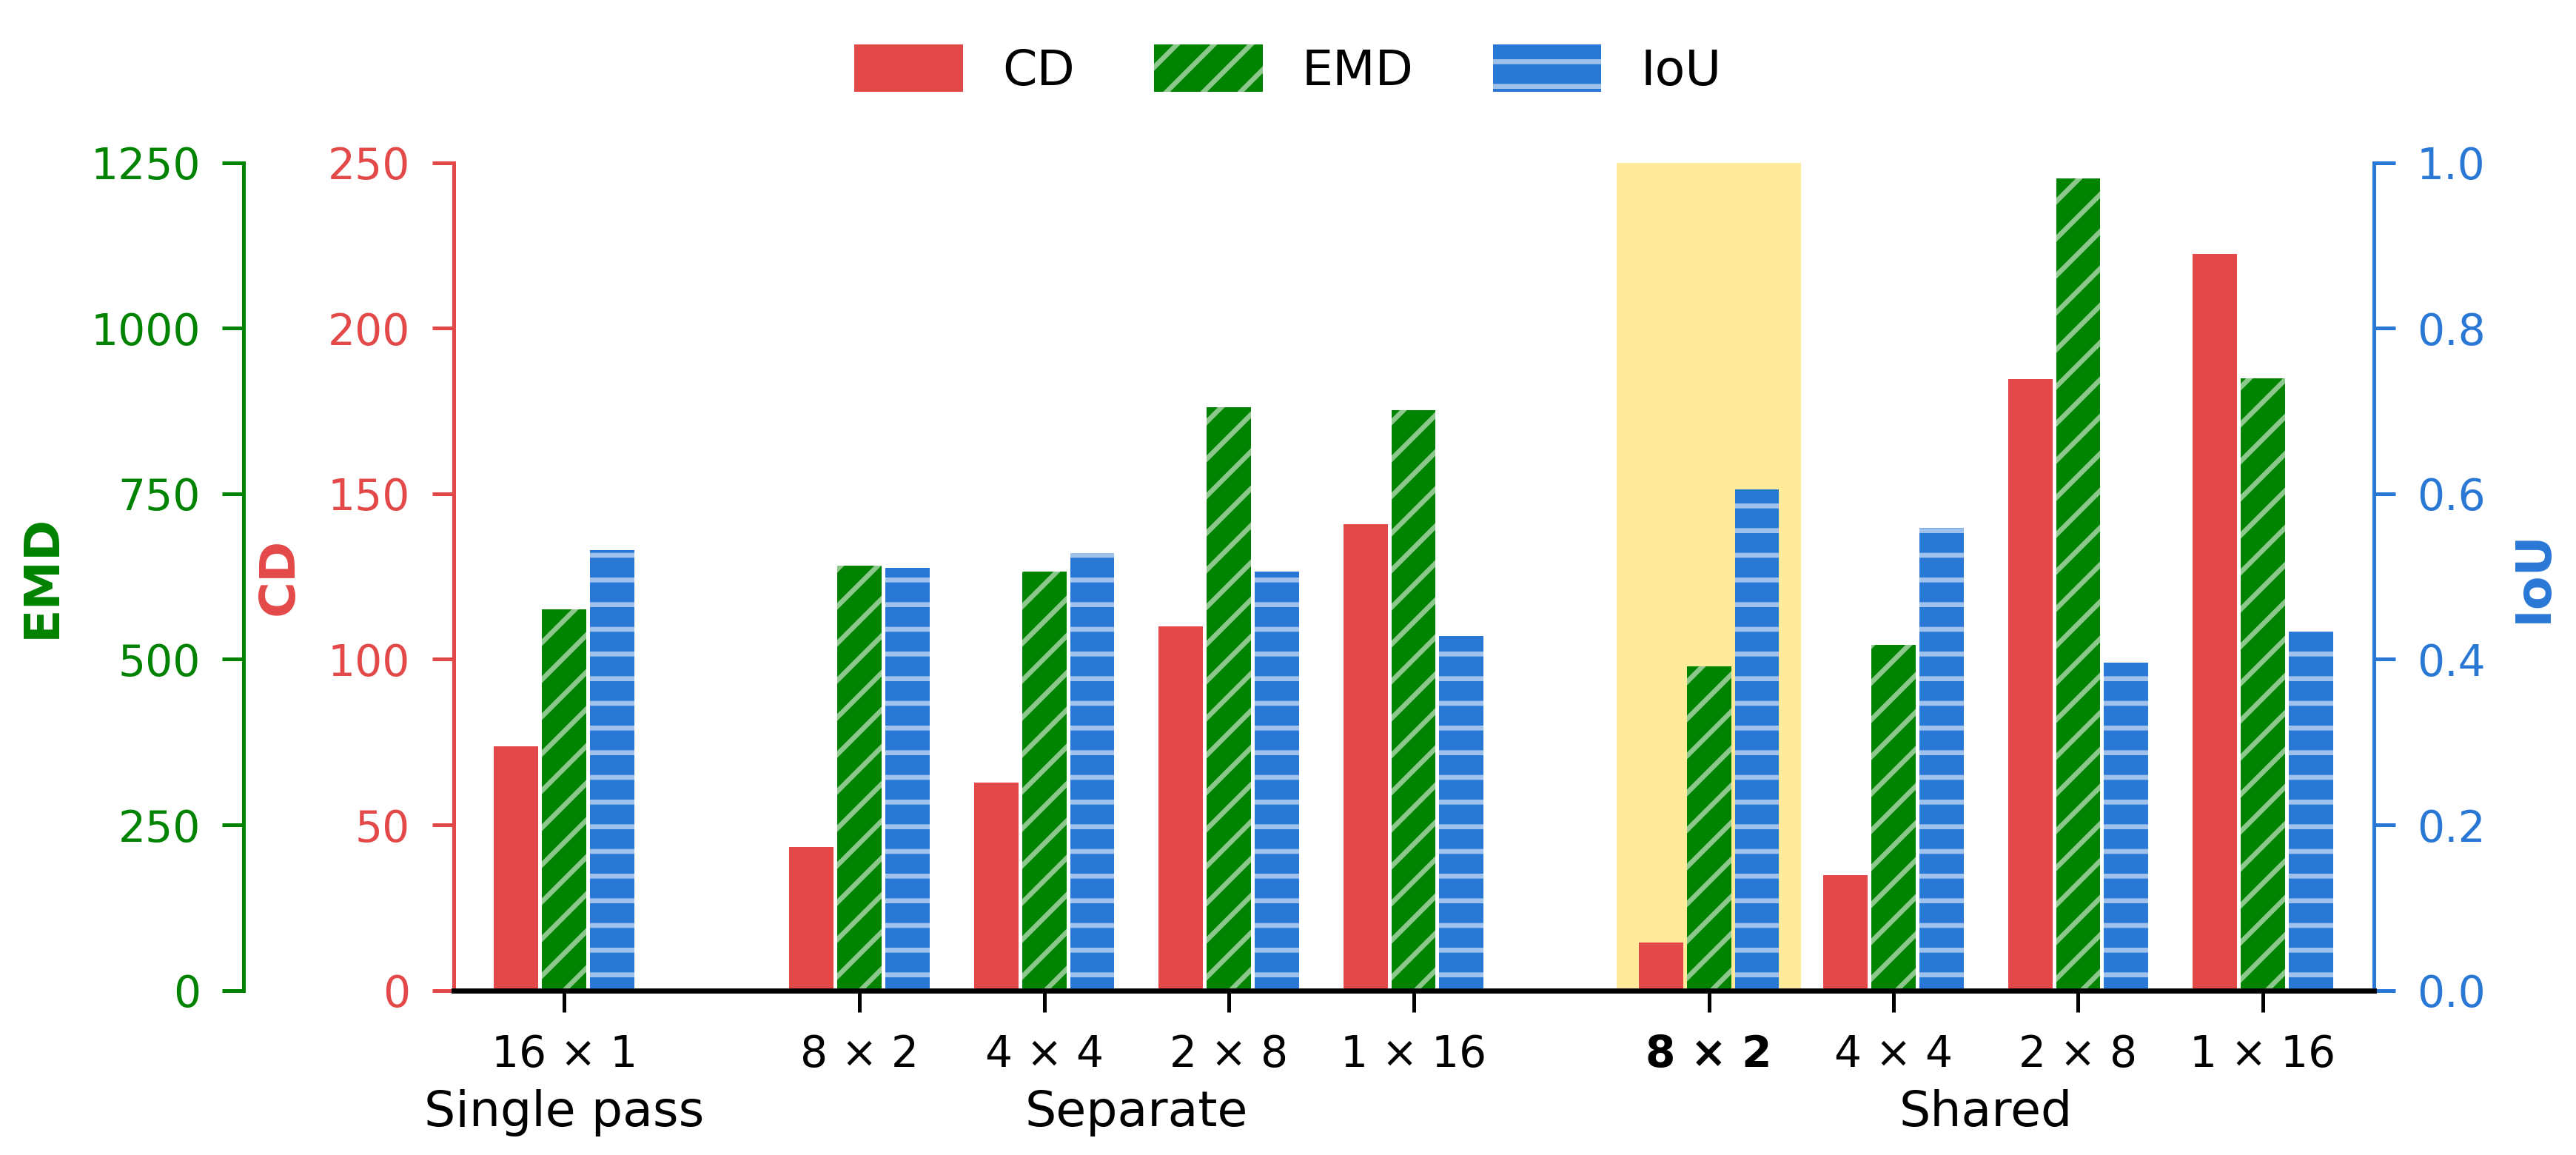 CD EMD IoU
1250 250 1.0
1000 200 0.8
750 150 0.6
500 100 0.4
250 50 0.2
0 0 0.0
EMD
CD
IoU
16 × 1 8 × 2 4 × 4 2 × 8 1 × 16 8 × 2 4 × 4 2 × 8 1 × 16
Single pass Separate Shared